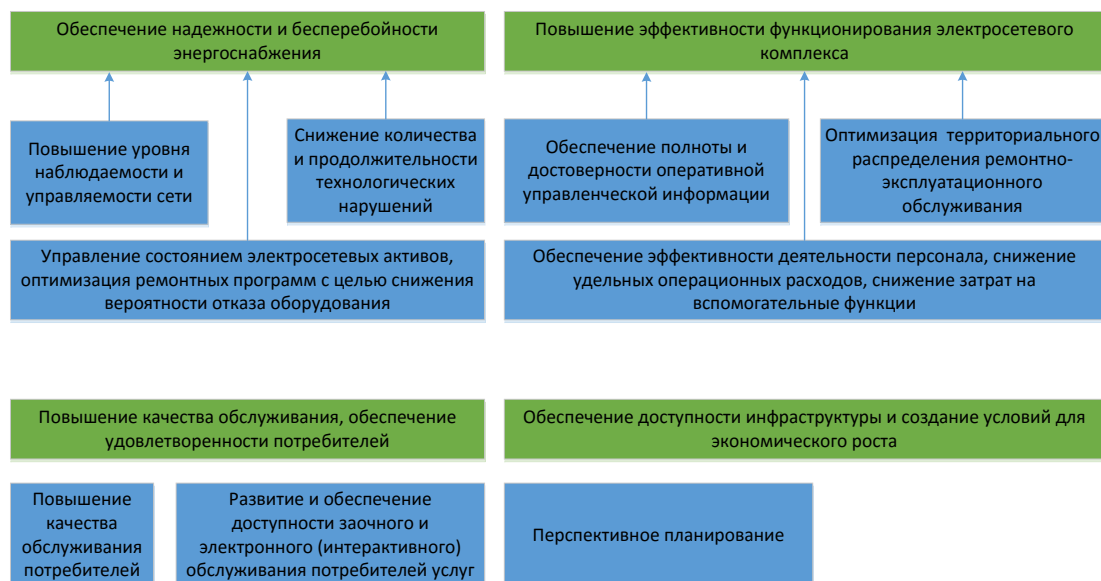 Обеспечение надежности и бесперебойности
энергоснабжения
Повышение эффективности функционирования электросетевого
комплекса
Повышение уровня
наблюдаемости и
управляемости сети
Снижение количества
и продолжительности
технологических
нарушений
Обеспечение полноты и
достоверности оперативной
управленческой информации
Оптимизация территориального
распределения ремонтно-
эксплуатационного
обслуживания
Управление состоянием электросетевых активов,
оптимизация ремонтных программ с целью снижения
вероятности отказа оборудования
Обеспечение эффективности деятельности персонала, снижение
удельных операционных расходов, снижение затрат на
вспомогательные функции
Повышение качества обслуживания, обеспечение
удовлетворенности потребителей
Обеспечение доступности инфраструктуры и создание условий для
экономического роста
Повышение
качества
обслуживания
потребителей
Развитие и обеспечение
доступности заочного и
электронного (интерактивного)
обслуживания потребителей услуг
Перспективное планирование